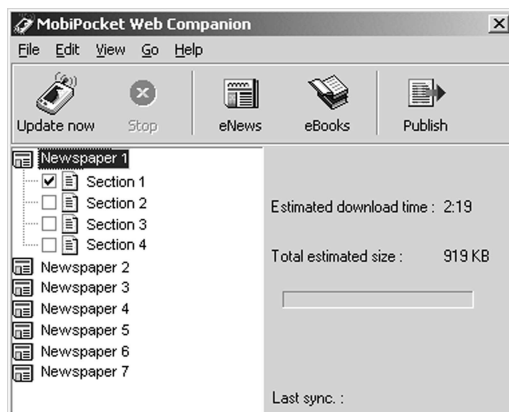 MobiPocket Web Companion
File Edit View Go Help
Update now Stop eNews eBooks Publish
Newspaper 1
Section 1
Section 2
Section 3
Section 4
Newspaper 2
Newspaper 3
Newspaper 4
Newspaper 5
Newspaper 6
Newspaper 7
Estimated download time : 2:19
Total estimated size : 919 KB
Last sync. :